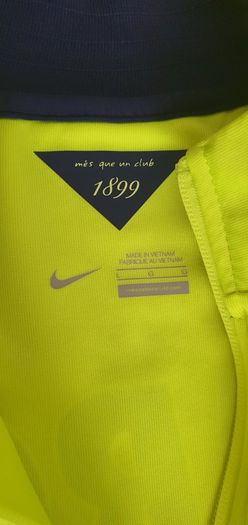 més que un club
1899
MADE IN VIETNAM
FABRIQUÉ AU VIETNAM
L G G